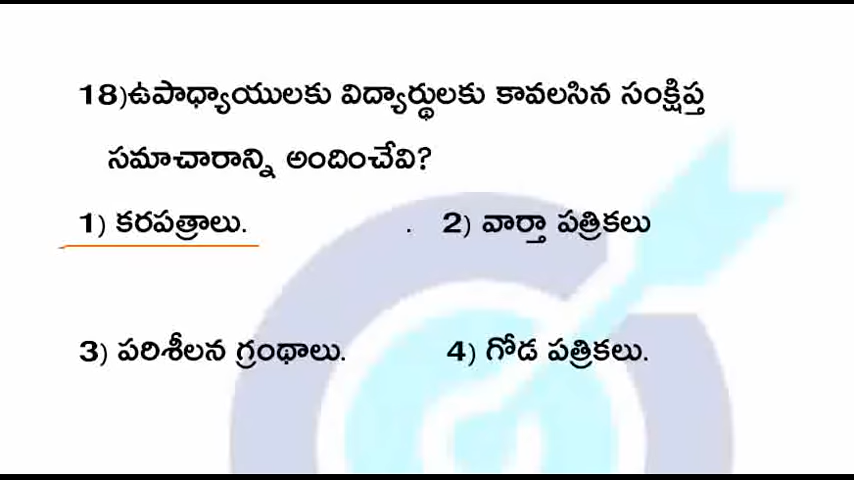 18)ఉపాధ్యాయులకు విద్యార్థులకు కావలసిన సంక్షిప్త
సమాచారాన్ని అందించేవి?
1) కరపత్రాలు. . 2) వార్తా పత్రికలు
3) పరిశీలన గ్రంథాలు. 4) గోడ పత్రికలు.